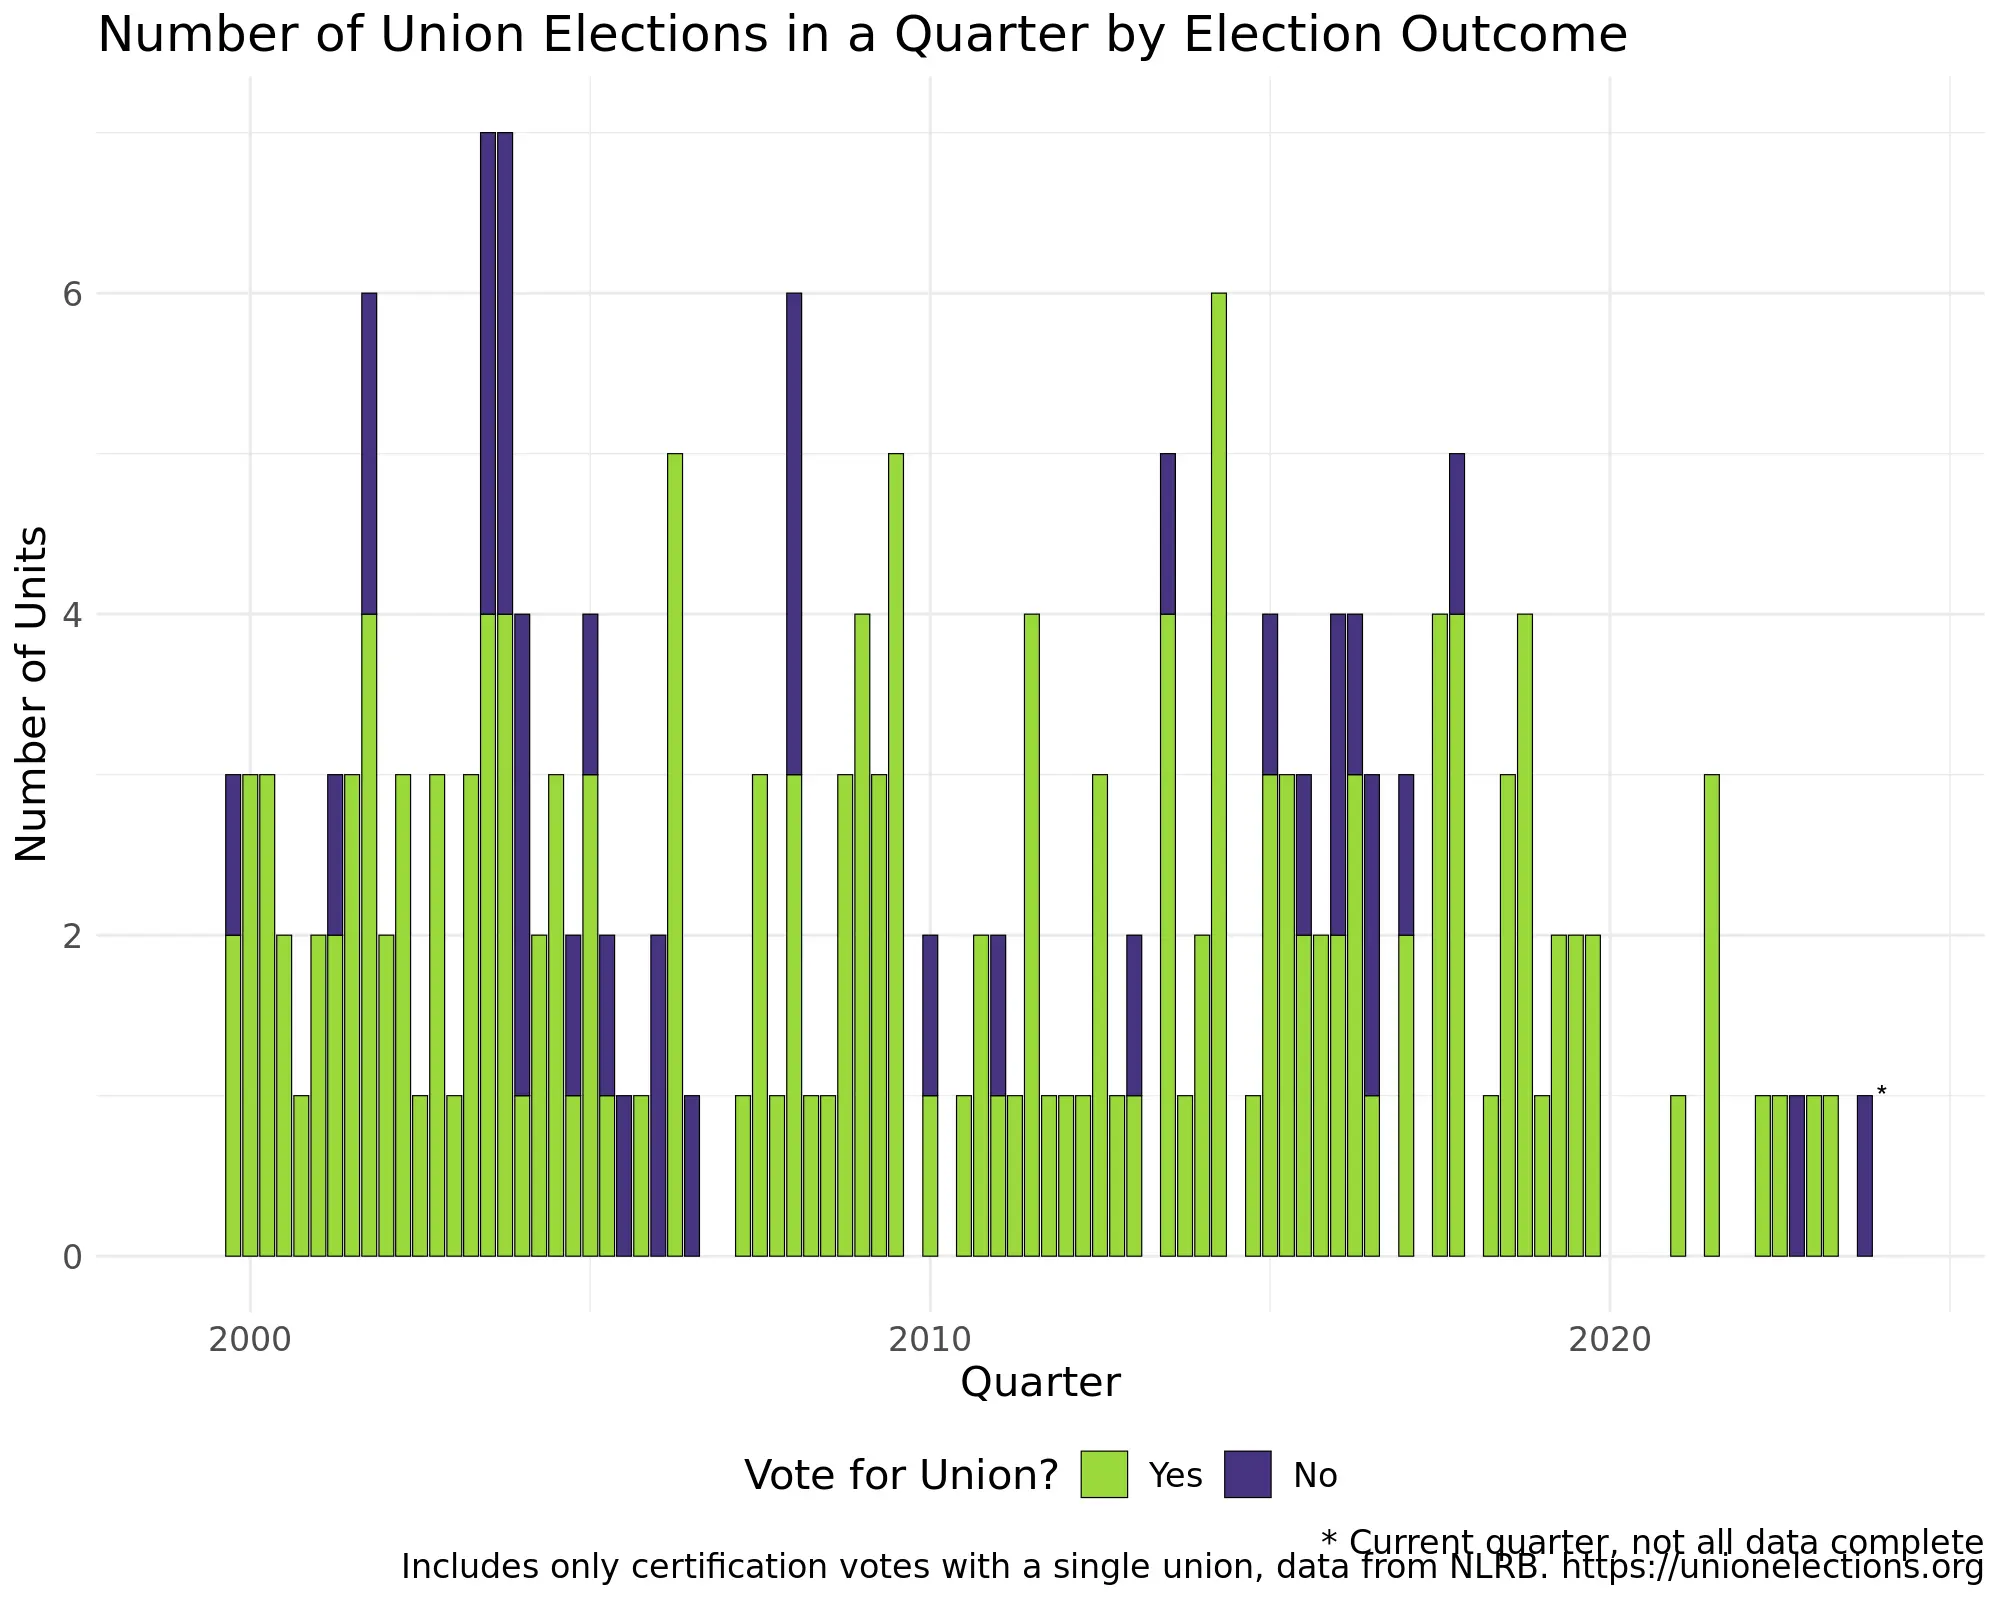 Number of Union Elections in a Quarter by Election Outcome
Number of Units
6
4
2
0
*
2000 2010 2020
Quarter
Vote for Union? Yes No
* Current quarter, not all data complete
Includes only certification votes with a single union, data from NLRB. https://unionelections.org